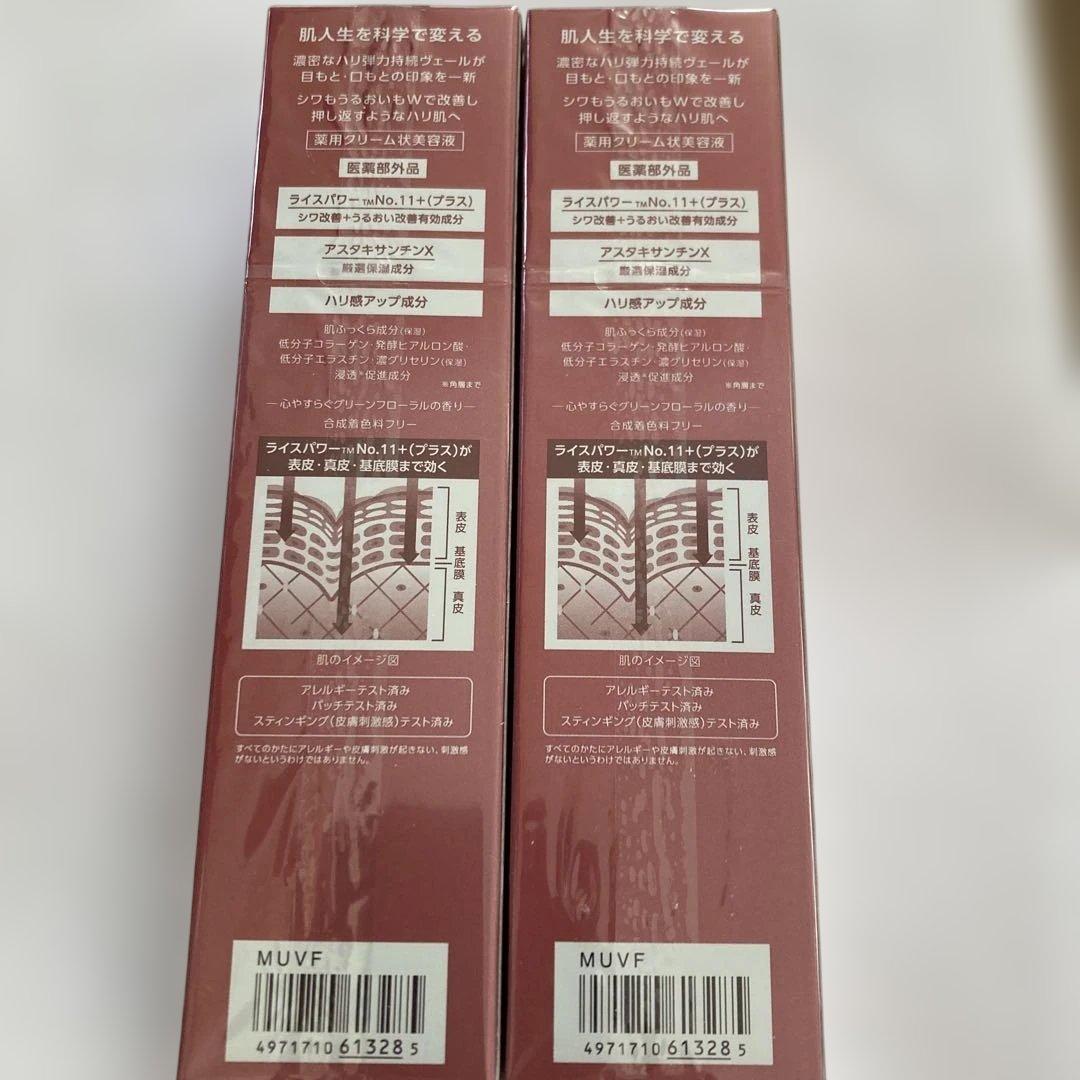 肌人生を科学で変える
濃密なハリ弾力持続ヴェールが
目もと・口もとの印象を一新
シワもうるおいもWで改善し
押し返すようなハリ肌へ
薬用クリーム状美容液
医薬部外品
ライスパワー™No.11+(プラス)
シワ改善+うるおい改善有効成分
アスタキサンチンX
厳選保湿成分
ハリ感アップ成分
肌ふっくら成分(保湿)
低分子コラーゲン・発酵ヒアルロン酸・
低分子エラスチン・濃グリセリン(保湿)
浸透※促進成分
※角層まで
―心やすらぐグリーンフローラルの香り―
合成着色料フリー
ライスパワー™No.11+(プラス)が
表皮・真皮・基底膜まで効く
表皮
基底膜
真皮
肌のイメージ図
アレルギーテスト済み
パッチテスト済み
スティンギング(皮膚刺激感)テスト済み
すべてのかたにアレルギーや皮膚刺激が起きない、刺激感
がないというわけではありません。
MUVF
4971710 61328 5
肌人生を科学で変える
濃密なハリ弾力持続ヴェールが
目もと・口もとの印象を一新
シワもうるおいもWで改善し
押し返すようなハリ肌へ
薬用クリーム状美容液
医薬部外品
ライスパワー™No.11+(プラス)
シワ改善+うるおい改善有効成分
アスタキサンチンX
厳選保湿成分
ハリ感アップ成分
肌ふっくら成分(保湿)
低分子コラーゲン・発酵ヒアルロン酸・
低分子エラスチン・濃グリセリン(保湿)
浸透※促進成分
※角層まで
―心やすらぐグリーンフローラルの香り―
合成着色料フリー
ライスパワー™No.11+(プラス)が
表皮・真皮・基底膜まで効く
表皮
基底膜
真皮
肌のイメージ図
アレルギーテスト済み
パッチテスト済み
スティンギング(皮膚刺激感)テスト済み
すべてのかたにアレルギーや皮膚刺激が起きない、刺激感
がないというわけではありません。
MUVF
4971710 61328 5